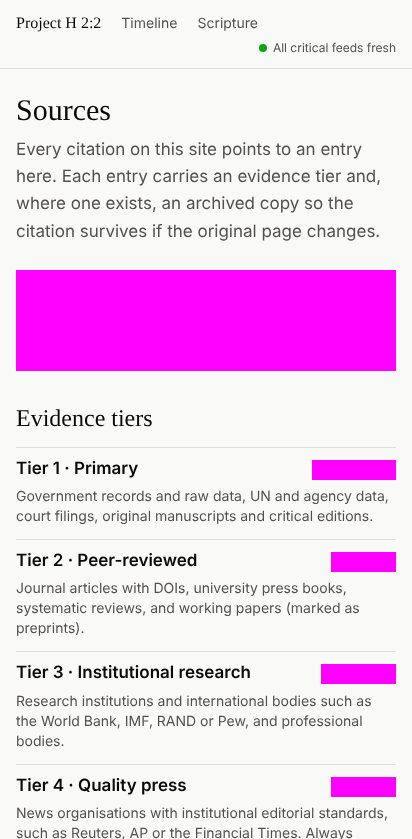 Project H 2:2 Timeline Scripture
All critical feeds fresh
Sources
Every citation on this site points to an entry
here. Each entry carries an evidence tier and,
where one exists, an archived copy so the
citation survives if the original page changes.
Evidence tiers
Tier 1 · Primary
Government records and raw data, UN and agency data,
court filings, original manuscripts and critical editions.
Tier 2 · Peer-reviewed
Journal articles with DOIs, university press books,
systematic reviews, and working papers (marked as
preprints).
Tier 3 · Institutional research
Research institutions and international bodies such as
the World Bank, IMF, RAND or Pew, and professional
bodies.
Tier 4 · Quality press
News organisations with institutional editorial standards,
such as Reuters, AP or the Financial Times. Always